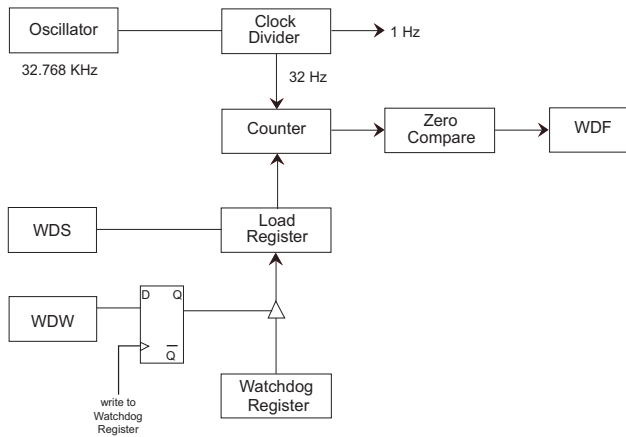 Oscillator
Clock
Divider
1 Hz
32.768 KHz
32 Hz
Counter
Zero
Compare
WDF
WDS
Load
Register
WDW
D Q
Q
write to
Watchdog
Register
Watchdog
Register